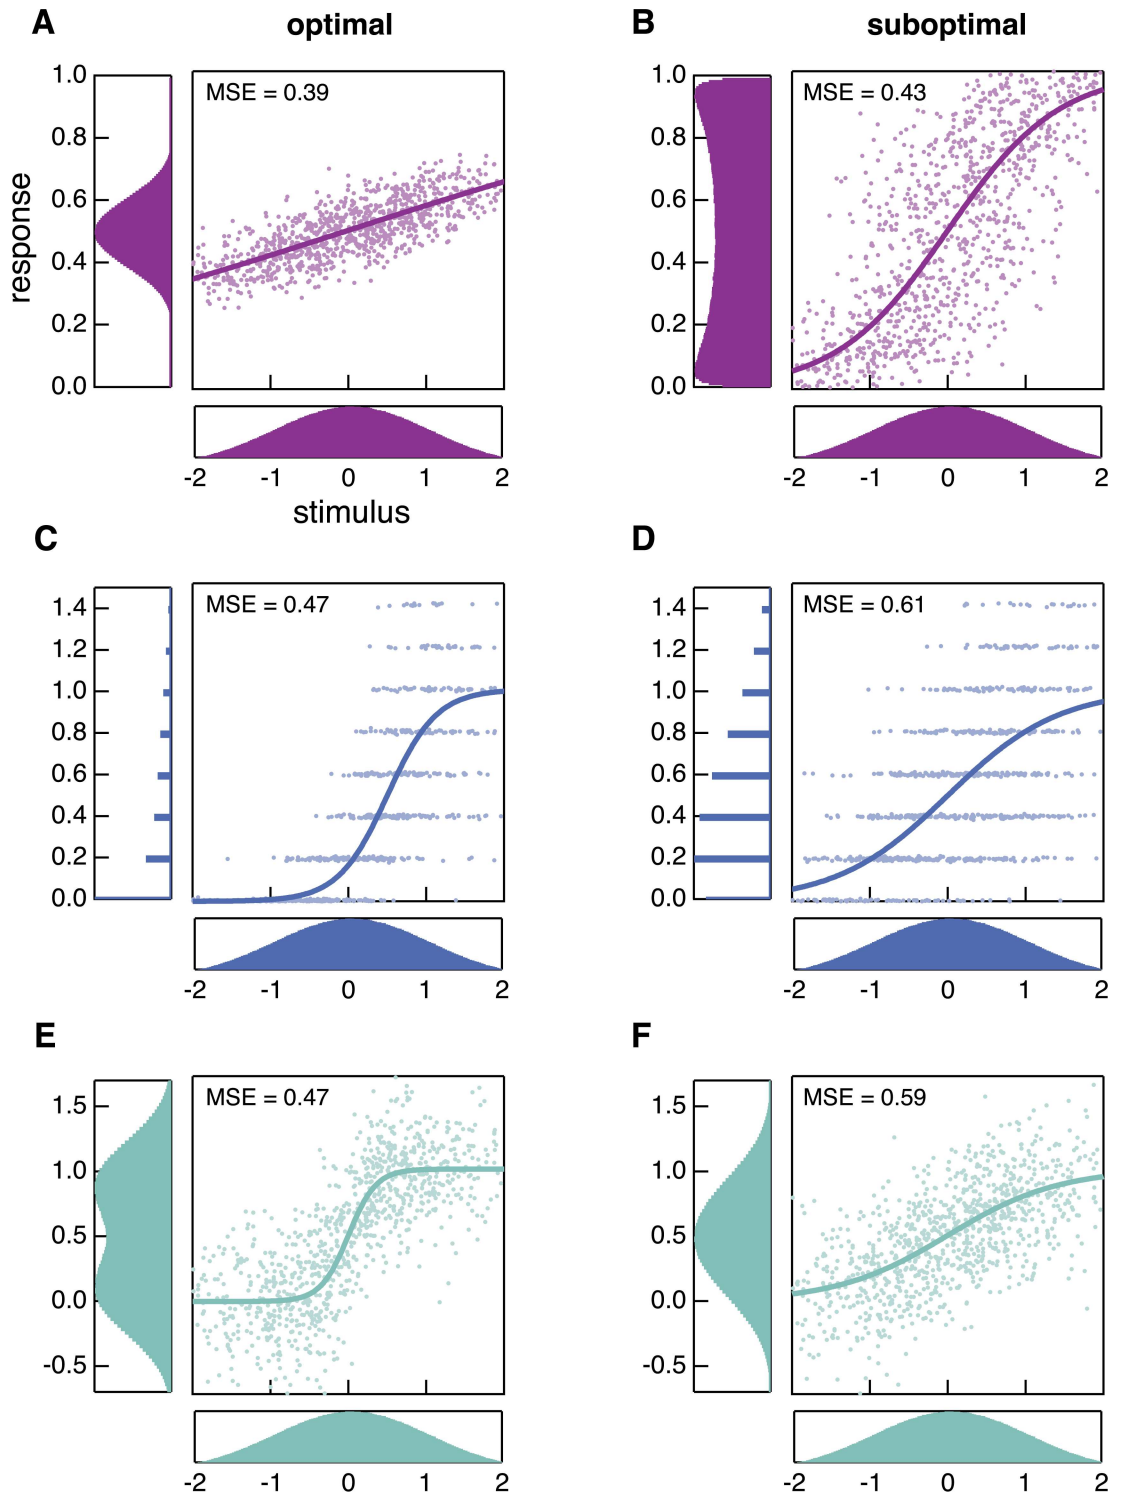 A optimal B suboptimal
1.0 MSE = 0.39 1.0 MSE = 0.43
0.8 0.8
response
0.6 0.6
0.4 0.4
0.2 0.2
0.0 0.0
-2 -1 0 1 2 -2 -1 0 1 2
stimulus
C D
1.4 MSE = 0.47 1.4 MSE = 0.61
1.2 1.2
1.0 1.0
0.8 0.8
0.6 0.6
0.4 0.4
0.2 0.2
0.0 0.0
-2 -1 0 1 2 -2 -1 0 1 2
E F
1.5 MSE = 0.47 1.5 MSE = 0.59
1.0 1.0
0.5 0.5
0.0 0.0
-0.5 -0.5
-2 -1 0 1 2 -2 -1 0 1 2